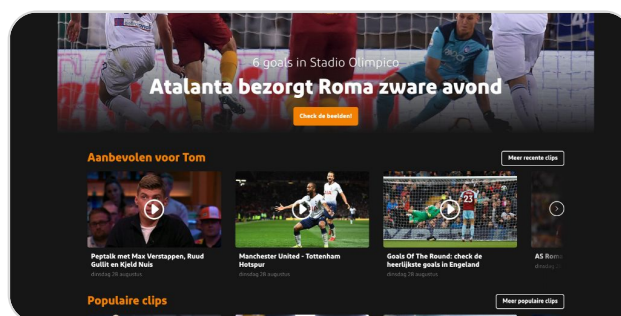 6 goals in Stadio Olimpico
Atalanta bezorgt Roma zware avond
Check de beelden!
Aanbevolen voor Tom
Meer recente clips
Peptalk met Max Verstappen, Ruud
Gullit en Kjeld Nuis
dinsdag 28 augustus
Manchester United - Tottenham
Hotspur
dinsdag 28 augustus
23
Goals Of The Round: check de
heerlijkste goals in Engeland
dinsdag 28 augustus
AS Roma
dinsdag
Populaire clips
Meer populaire clips